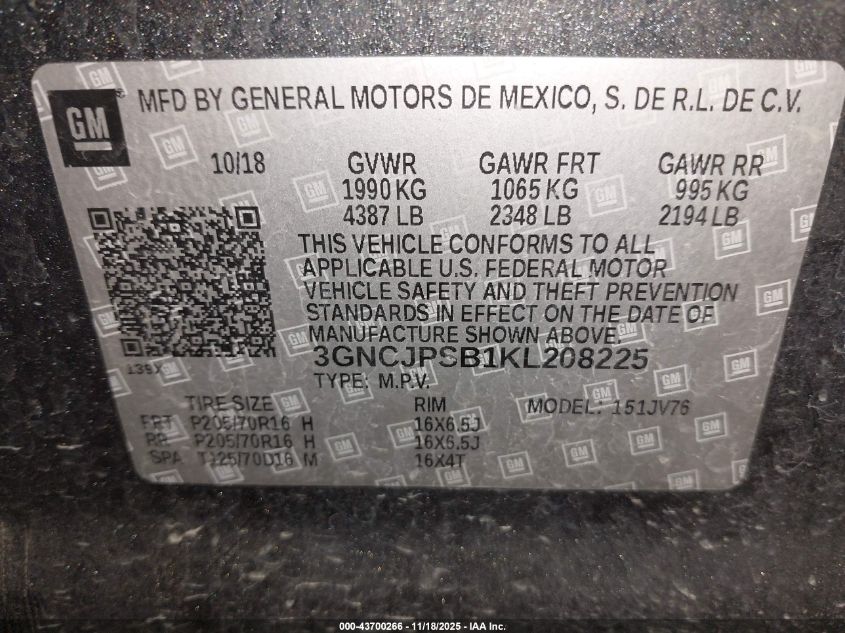 GM
MFD BY GENERAL MOTORS DE MEXICO, S. DE R.L. DE C.V.
10/18 GVWR GAWR FRT GAWR RR
1990 KG 1065 KG 995 KG
4387 LB 2348 LB 2194 LB
THIS VEHICLE CONFORMS TO ALL
APPLICABLE U.S. FEDERAL MOTOR
VEHICLE SAFETY AND THEFT PREVENTION
STANDARDS IN EFFECT ON THE DATE OF
MANUFACTURE SHOWN ABOVE.
139X 3GNCJPSB1KL208225
TYPE: M.P.V.
TIRE SIZE RIM MODEL: 151JV76
FRT P205/70R16 H 16X6.5J
RR P205/70R16 H 16X6.5J
SPA T125/70D16 M 16X4T
000-43700266 - 11/18/2025 - IAA Inc.